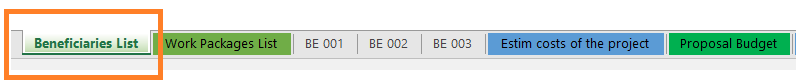 Beneficiaries List Work Packages List BE 001 BE 002 BE 003 Estim costs of the project Proposal Budget